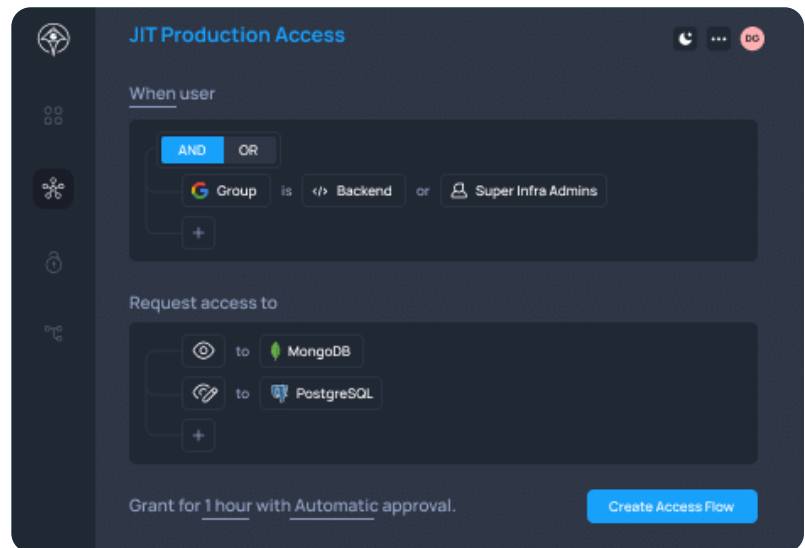 JIT Production Access
DG
When user
AND OR
Group is </> Backend or Super Infra Admins
+
Request access to
to MongoDB
to PostgreSQL
+
Grant for 1 hour with Automatic approval.
Create Access Flow